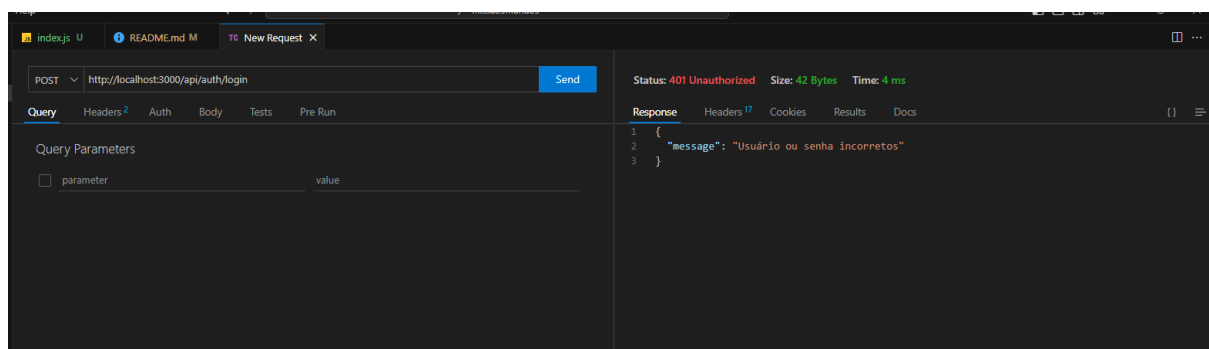 index.js U README.md M TC New Request
POST http://localhost:3000/api/auth/login Send
Query Headers 2 Auth Body Tests Pre Run
Query Parameters
parameter value
Status: 401 Unauthorized Size: 42 Bytes Time: 4 ms
Response Headers 17 Cookies Results Docs { }
1 {
2 "message": "Usuário ou senha incorretos"
3 }